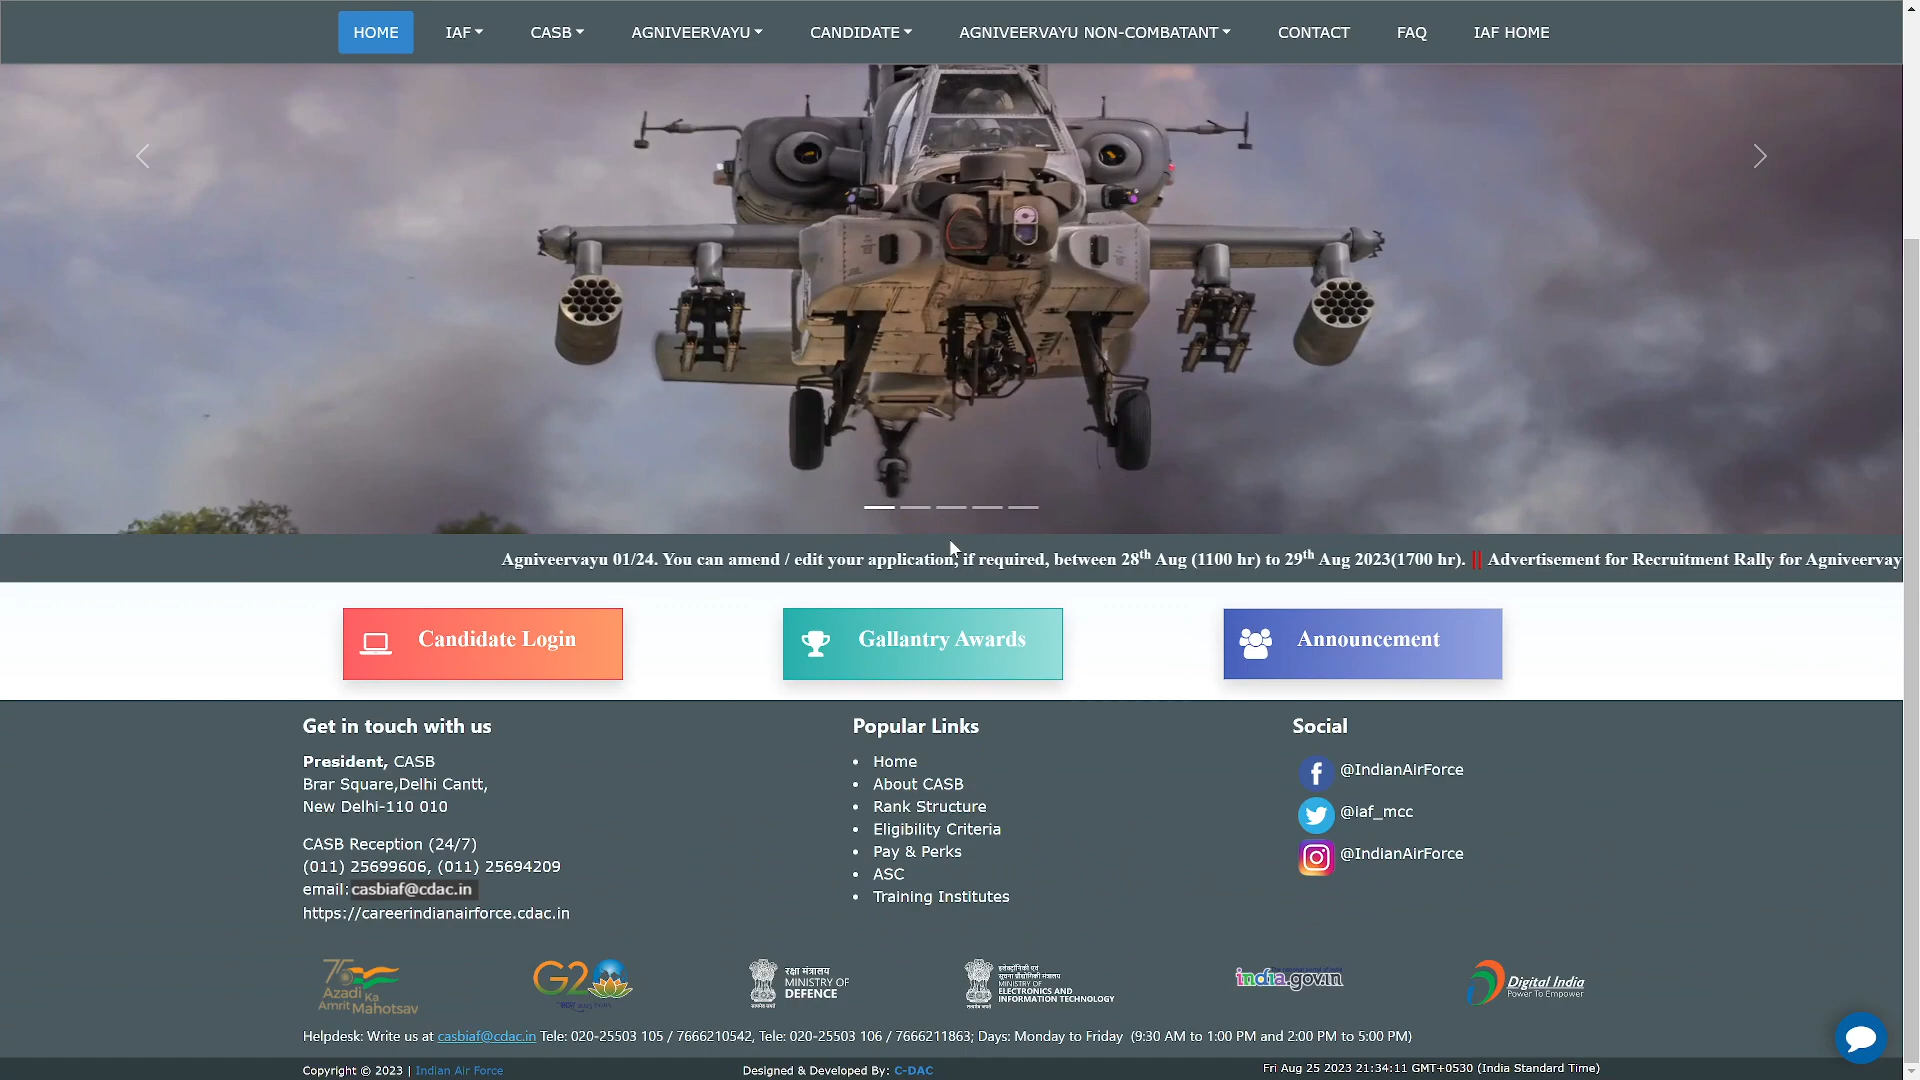 HOME IAF CASB AGNIVEERVAYU CANDIDATE AGNIVEERVAYU NON-COMBATANT CONTACT FAQ IAF HOME
Agniveervayu 01/24. You can amend / edit your application, if required, between 28th Aug (1100 hr) to 29th Aug 2023(1700 hr). || Advertisement for Recruitment Rally for Agniveervay
Candidate Login
Gallantry Awards
Announcement
Get in touch with us
President, CASB
Brar Square,Delhi Cantt,
New Delhi-110 010
CASB Reception (24/7)
(011) 25699606, (011) 25694209
email:casbiaf@cdac.in
https://careerindianairforce.cdac.in
Popular Links
• Home
• About CASB
• Rank Structure
• Eligibility Criteria
• Pay & Perks
• ASC
• Training Institutes
Social
@IndianAirForce
@iaf_mcc
@IndianAirForce
75
Azadi Ka
Amrit Mahotsav
G20
रक्षा मंत्रालय
MINISTRY OF
DEFENCE
इलेक्ट्रॉनिकी एवं
सूचना प्रौद्योगिकी मंत्रालय
MINISTRY OF
ELECTRONICS AND
INFORMATION TECHNOLOGY
india.gov.in
Digital India
Power To Empower
Helpdesk: Write us at casbiaf@cdac.in Tele: 020-25503 105 / 7666210542, Tele: 020-25503 106 / 7666211863; Days: Monday to Friday (9:30 AM to 1:00 PM and 2:00 PM to 5:00 PM)
Copyright © 2023 | Indian Air Force
Designed & Developed By: C-DAC
Fri Aug 25 2023 21:34:11 GMT+0530 (India Standard Time)